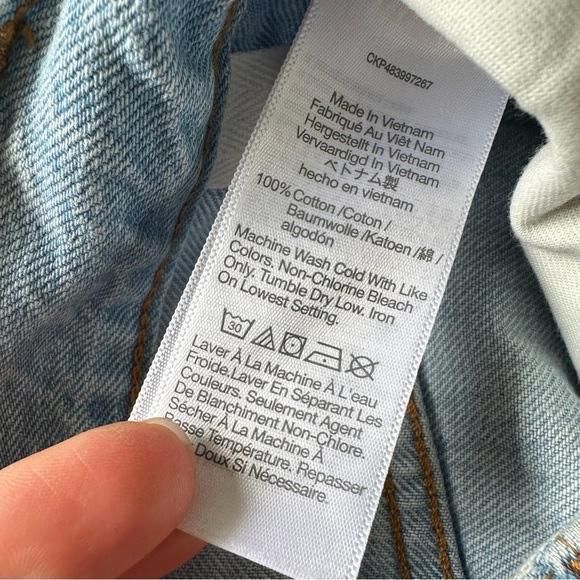 CKP483997267
Made In Vietnam
Fabriqué Au Viêt Nam
Hergestellt In Vietnam
Vervaardigd In Vietnam
ベトナム製
hecho en vietnam
100% Cotton /Coton /
Baumwolle /Katoen /綿 /
algodón
Machine Wash Cold With Like
Colors. Non-Chlorine Bleach
Only. Tumble Dry Low. Iron
On Lowest Setting.
30
Laver À La Machine À L'eau
Froide.Laver En Séparant Les
Couleurs. Seulement Agent
De Blanchiment Non-Chlore.
Sécher À La Machine À
Température. Repasser
Doux Si Nécessaire.